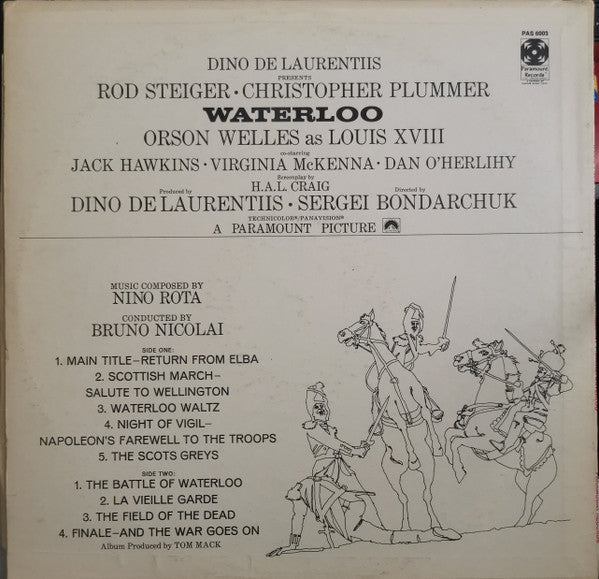 PAS 6003
Paramount
Records
DINO DE LAURENTIIS
PRESENTS
ROD STEIGER · CHRISTOPHER PLUMMER
WATERLOO
ORSON WELLES as LOUIS XVIII
co-starring
JACK HAWKINS · VIRGINIA McKENNA · DAN O'HERLIHY
Screenplay by
H.A.L. CRAIG
Produced by
Directed by
DINO DE LAURENTIIS · SERGEI BONDARCHUK
TECHNICOLOR®/PANAVISION®
A PARAMOUNT PICTURE
MUSIC COMPOSED BY
NINO ROTA
CONDUCTED BY
BRUNO NICOLAI
SIDE ONE:
1. MAIN TITLE—RETURN FROM ELBA
2. SCOTTISH MARCH—
SALUTE TO WELLINGTON
3. WATERLOO WALTZ
4. NIGHT OF VIGIL—
NAPOLEON'S FAREWELL TO THE TROOPS
5. THE SCOTS GREYS
SIDE TWO:
1. THE BATTLE OF WATERLOO
2. LA VIEILLE GARDE
3. THE FIELD OF THE DEAD
4. FINALE—AND THE WAR GOES ON
Album Produced by TOM MACK